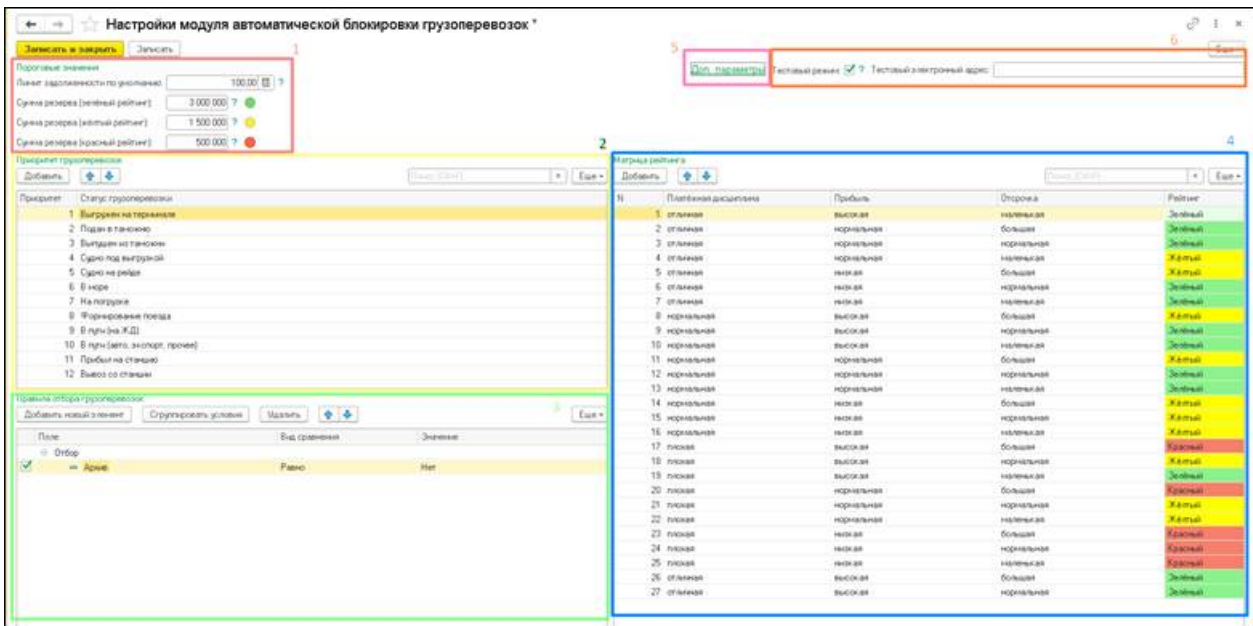 Настройки модуля автоматической блокировки грузоперевозок *
Записать и закрыть Записать 1 5 6 Еще
Пороговые значения
Лимит задолженности по умолчанию: 100,00 ? Доп. параметры Тестовый режим: ? Тестовый электронный адрес:
Сумма резерва (зелёный рейтинг): 3 000 000 ?
Сумма резерва (жёлтый рейтинг): 1 500 000 ?
Сумма резерва (красный рейтинг): 500 000 ? 2 4
Приоритет грузоперевозок
Добавить Поиск (Ctrl+F) × Еще
Приоритет Статус грузоперевозки
1 Выгружен на терминале
2 Подан в таможню
3 Выпущен из таможни
4 Судно под выгрузкой
5 Судно на рейде
6 В море
7 На погрузке
8 Формирование поезда
9 В пути (на ЖД)
10 В пути (авто, экспорт, прочее)
11 Прибыл на станцию
12 Вывоз со станции
Правила отбора грузоперевозок 3
Добавить новый элемент Сгруппировать условия Удалить Еще
Поле Вид сравнения Значение
Отбор
Архив Равно Нет
Матрица рейтинга
Добавить Поиск (Ctrl+F) × Еще
N Платёжная дисциплина Прибыль Отсрочка Рейтинг
1 отличная высокая маленькая Зелёный
2 отличная нормальная большая Зелёный
3 отличная нормальная нормальная Зелёный
4 отличная нормальная маленькая Жёлтый
5 отличная низкая большая Жёлтый
6 отличная низкая нормальная Зелёный
7 отличная низкая маленькая Зелёный
8 нормальная высокая большая Жёлтый
9 нормальная высокая нормальная Зелёный
10 нормальная высокая маленькая Зелёный
11 нормальная нормальная большая Жёлтый
12 нормальная нормальная нормальная Зелёный
13 нормальная нормальная маленькая Зелёный
14 нормальная низкая большая Жёлтый
15 нормальная низкая нормальная Жёлтый
16 нормальная низкая маленькая Жёлтый
17 плохая высокая большая Красный
18 плохая высокая нормальная Жёлтый
19 плохая высокая маленькая Зелёный
20 плохая нормальная большая Красный
21 плохая нормальная нормальная Жёлтый
22 плохая нормальная маленькая Жёлтый
23 плохая низкая большая Красный
24 плохая низкая нормальная Красный
25 плохая низкая маленькая Красный
26 отличная высокая большая Зелёный
27 отличная высокая нормальная Зелёный